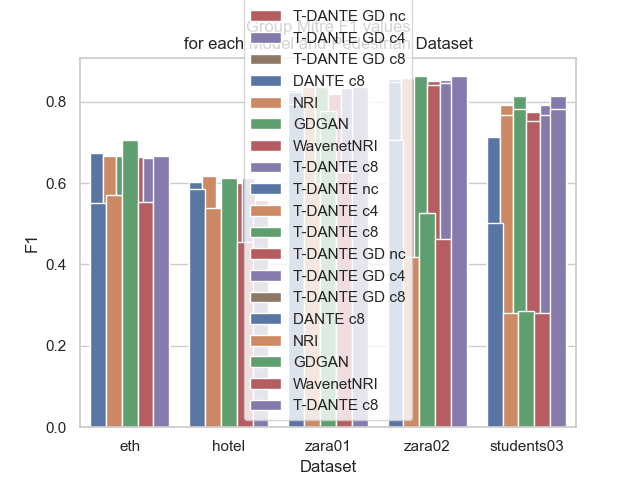 Group Mitre F1 values
for each Model and Pedestrian Dataset
T-DANTE GD nc
T-DANTE GD c4
T-DANTE GD c8
DANTE c8
NRI
GDGAN
WavenetNRI
T-DANTE c8
T-DANTE nc
T-DANTE c4
T-DANTE c8
T-DANTE GD nc
T-DANTE GD c4
T-DANTE GD c8
DANTE c8
NRI
GDGAN
WavenetNRI
T-DANTE c8
F1
0.8
0.6
0.4
0.2
0.0
eth hotel zara01 zara02 students03
Dataset